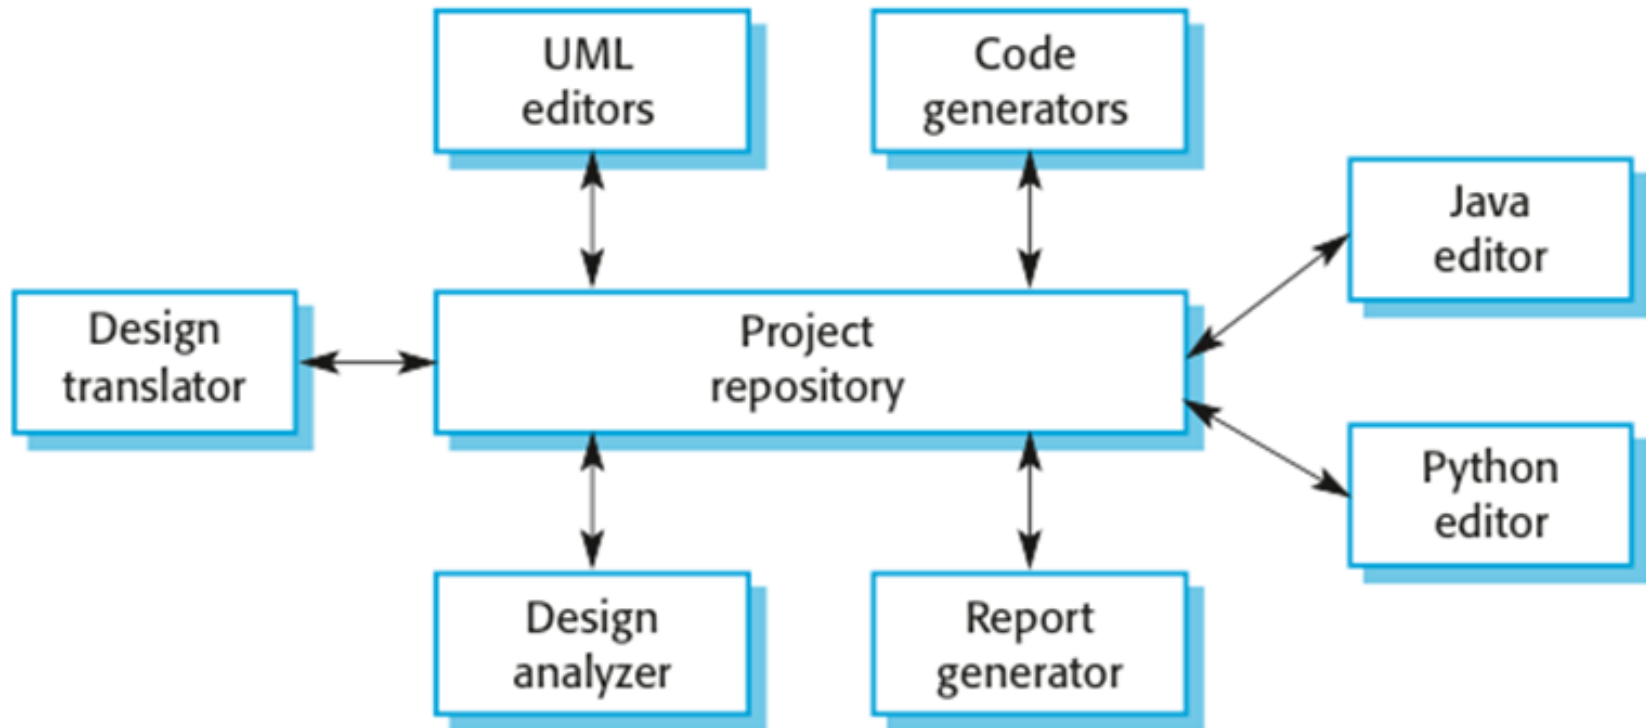 UML
editors
Code
generators
Java
editor
Design
translator
Project
repository
Python
editor
Design
analyzer
Report
generator